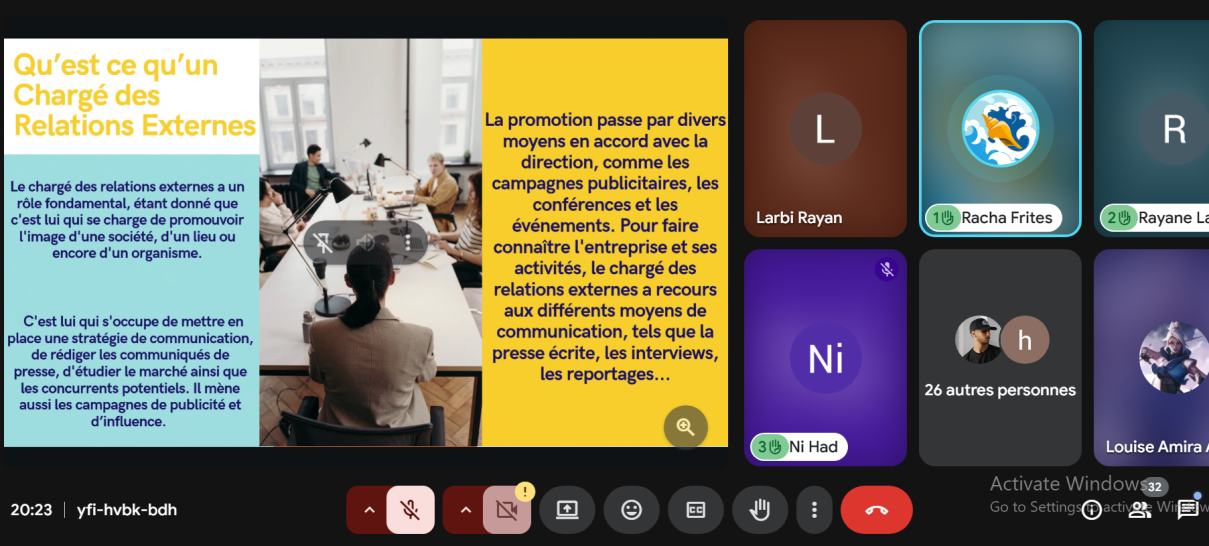 Qu'est ce qu'un
Chargé des
Relations Externes
Le chargé des relations externes a un
rôle fondamental, étant donné que
c'est lui qui se charge de promouvoir
l'image d'une société, d'un lieu ou
encore d'un organisme.
C'est lui qui s'occupe de mettre en
place une stratégie de communication,
de rédiger les communiqués de
presse, d'étudier le marché ainsi que
les concurrents potentiels. Il mène
aussi les campagnes de publicité et
d'influence.
La promotion passe par divers
moyens en accord avec la
direction, comme les
campagnes publicitaires, les
conférences et les
événements. Pour faire
connaître l'entreprise et ses
activités, le chargé des
relations externes a recours
aux différents moyens de
communication, tels que la
presse écrite, les interviews,
les reportages...
L
Larbi Rayan
1 Racha Frites
R
2 Rayane La
Ni
3 Ni Had
h
26 autres personnes
Louise Amira A
Activate Windows
Go to Settings to activate Window
32
20:23 | yfi-hvbk-bdh
!
CC